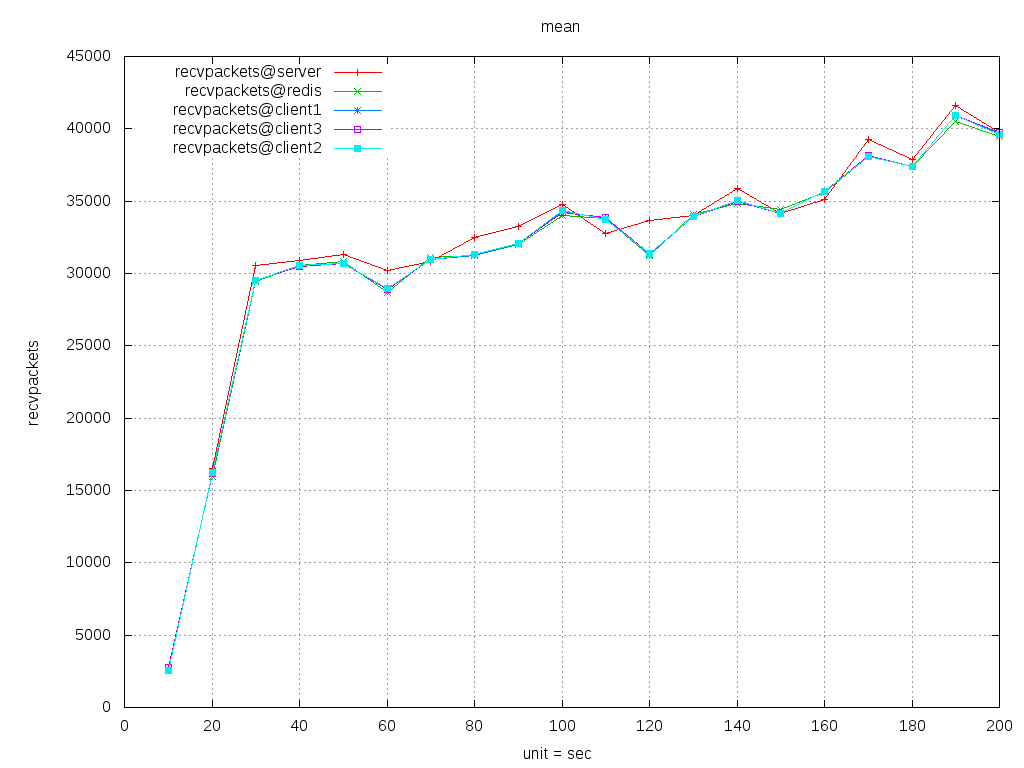 mean
45000
40000
35000
30000
25000
20000
15000
10000
5000
0
recvpackets
recvpackets@server
recvpackets@redis
recvpackets@client1
recvpackets@client3
recvpackets@client2
0 20 40 60 80 100 120 140 160 180 200
unit = sec